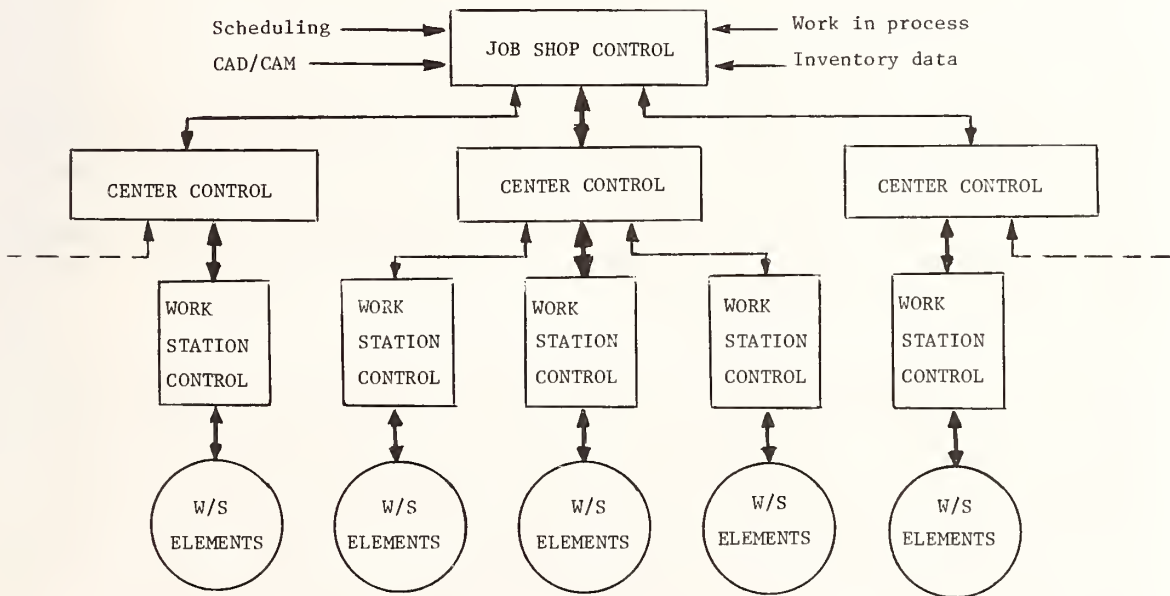 Scheduling
CAD/CAM
JOB SHOP CONTROL
Work in process
Inventory data
CENTER CONTROL
CENTER CONTROL
CENTER CONTROL
WORK
STATION
CONTROL
WORK
STATION
CONTROL
WORK
STATION
CONTROL
WORK
STATION
CONTROL
WORK
STATION
CONTROL
W/S
ELEMENTS
W/S
ELEMENTS
W/S
ELEMENTS
W/S
ELEMENTS
W/S
ELEMENTS